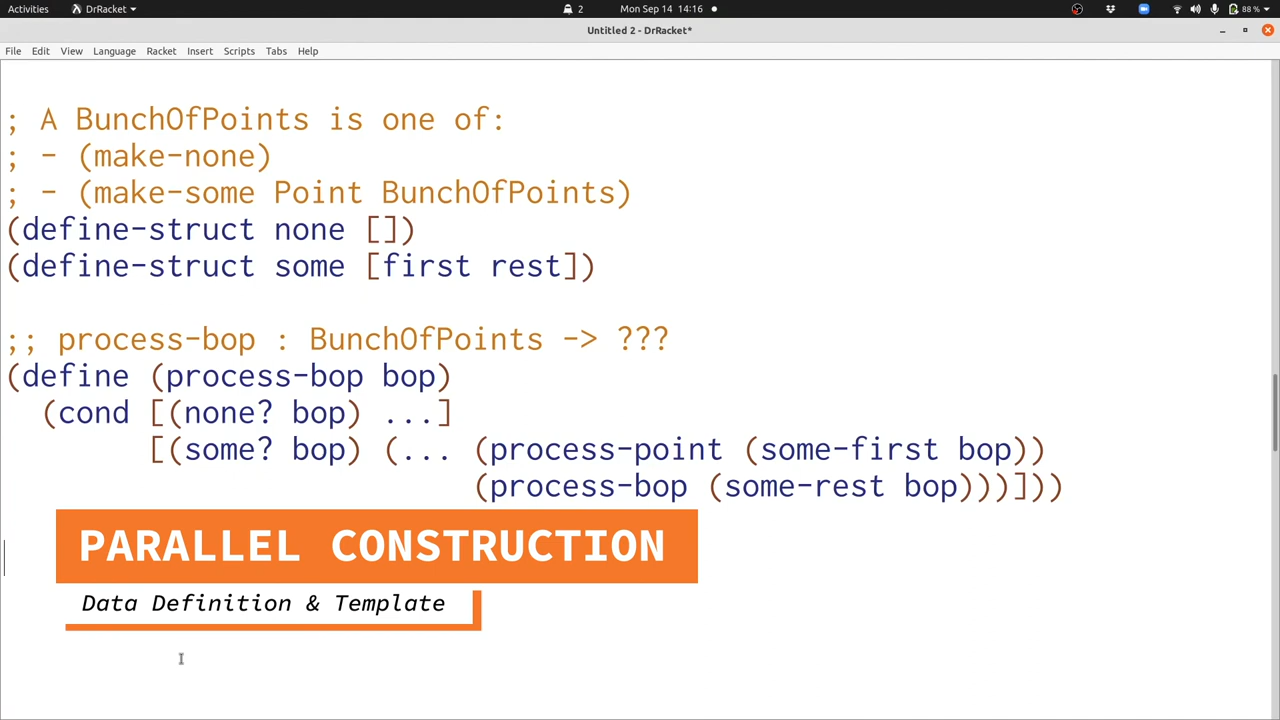 Activities DrRacket 2 Mon Sep 14 14:16 88%
Untitled 2 - DrRacket*
File Edit View Language Racket Insert Scripts Tabs Help
; A BunchOfPoints is one of:
; - (make-none)
; - (make-some Point BunchOfPoints)
(define-struct none [])
(define-struct some [first rest])
;; process-bop : BunchOfPoints -> ???
(define (process-bop bop)
(cond [(none? bop) ...]
[(some? bop) (... (process-point (some-first bop))
(process-bop (some-rest bop)))]))
PARALLEL CONSTRUCTION
Data Definition & Template